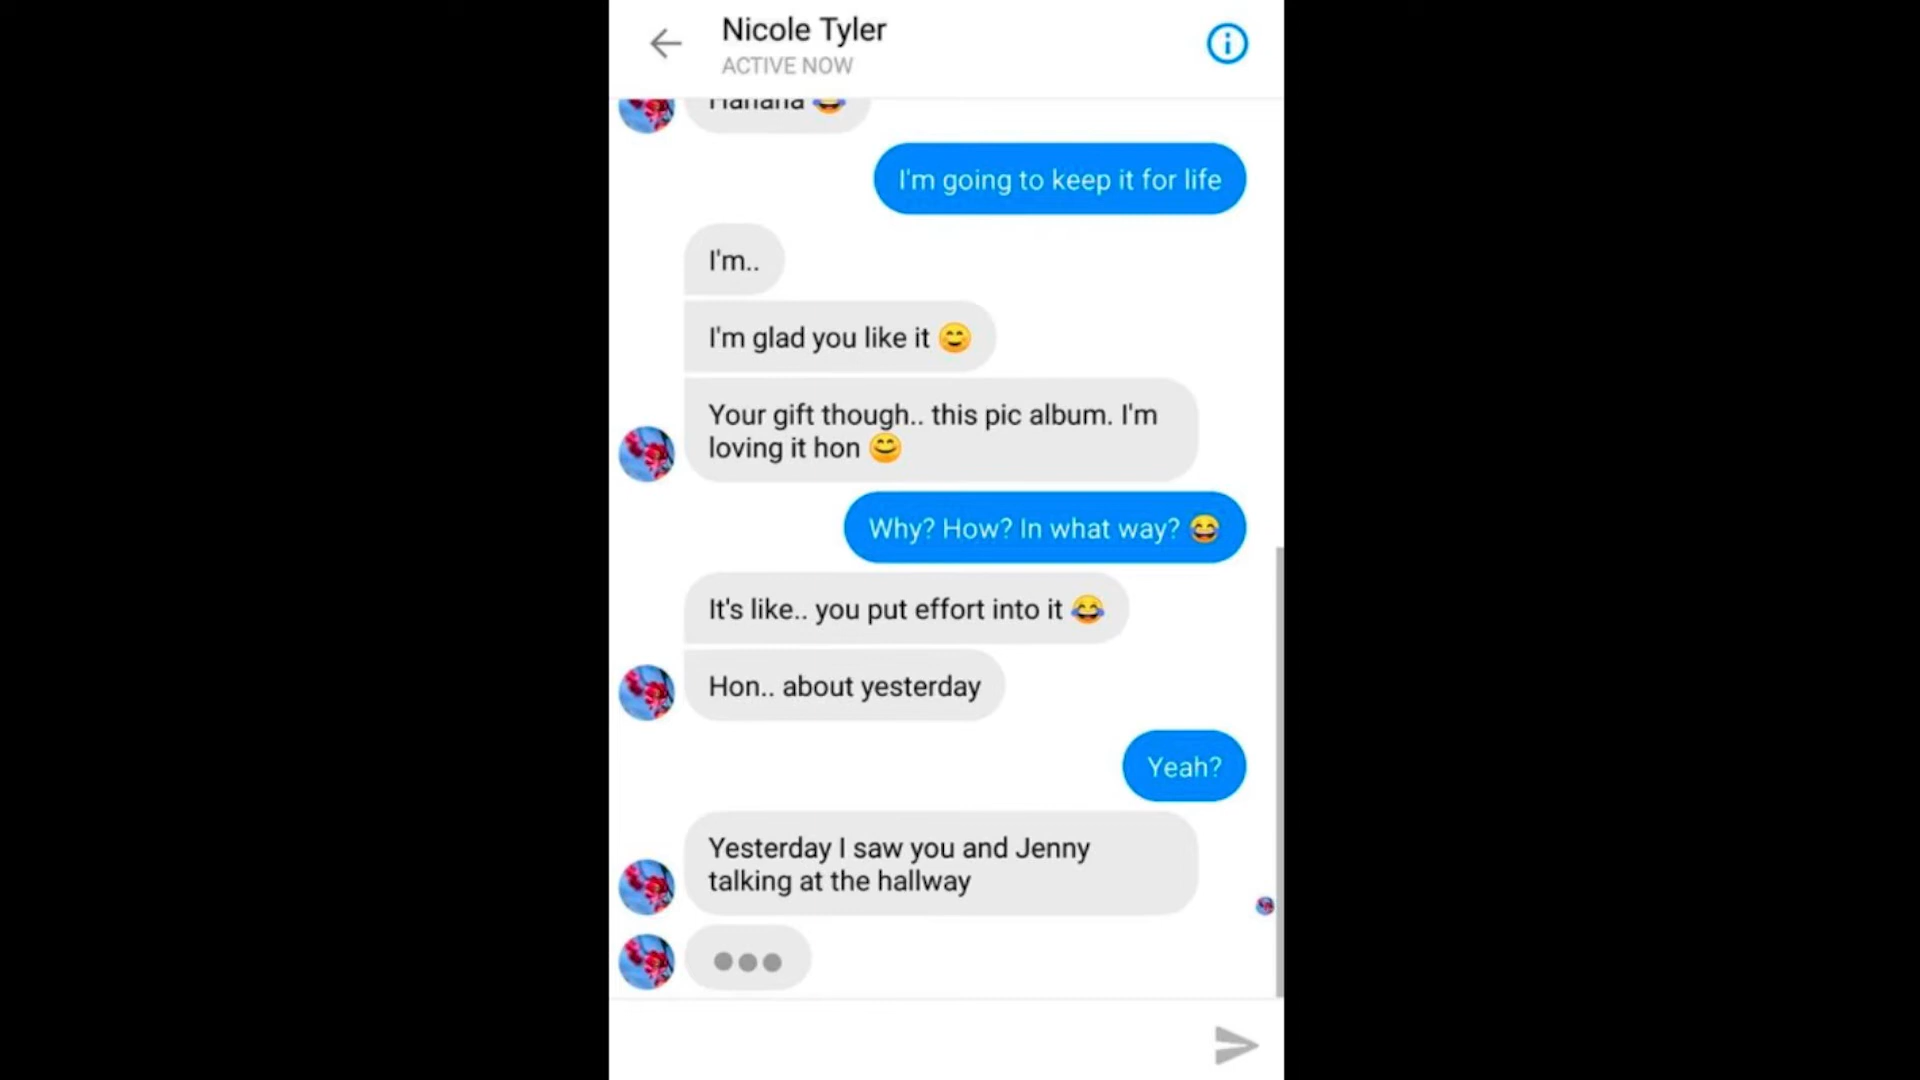 Nicole Tyler
ACTIVE NOW
Hahaha 😂
I'm going to keep it for life
I'm..
I'm glad you like it 😊
Your gift though.. this pic album. I'm
loving it hon 😊
Why? How? In what way? 😂
It's like.. you put effort into it 😂
Hon.. about yesterday
Yeah?
Yesterday I saw you and Jenny
talking at the hallway